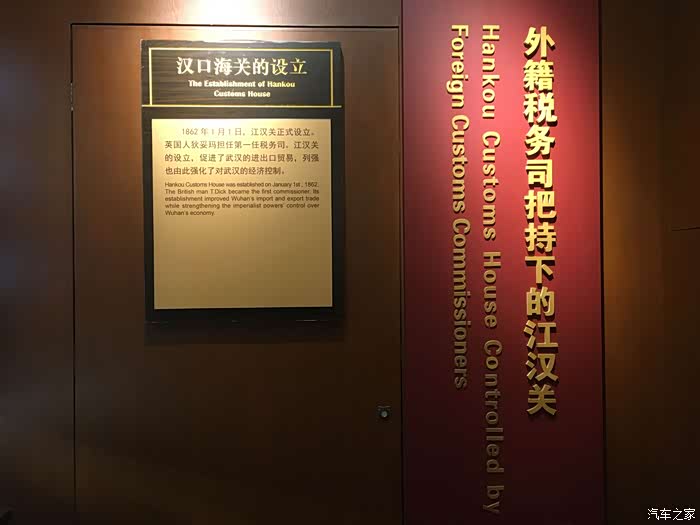 汉口海关的设立
The Establishment of Hankou
Customs House
1862年1月1日，江汉关正式设立。
英国人狄妥玛担任第一任税务司。江汉关
的设立，促进了武汉的进出口贸易，列强
也由此强化了对武汉的经济控制。
Hankou Customs House was established on January 1st , 1862.
The British man T.Dick became the first commissioner. Its
establishment improved Wuhan's import and export trade
while strengthening the imperialist powers' control over
Wuhan's economy.
外籍税务司把持下的江汉关
Hankou Customs House Controlled by
Foreign Customs Commissioners
汽车之家